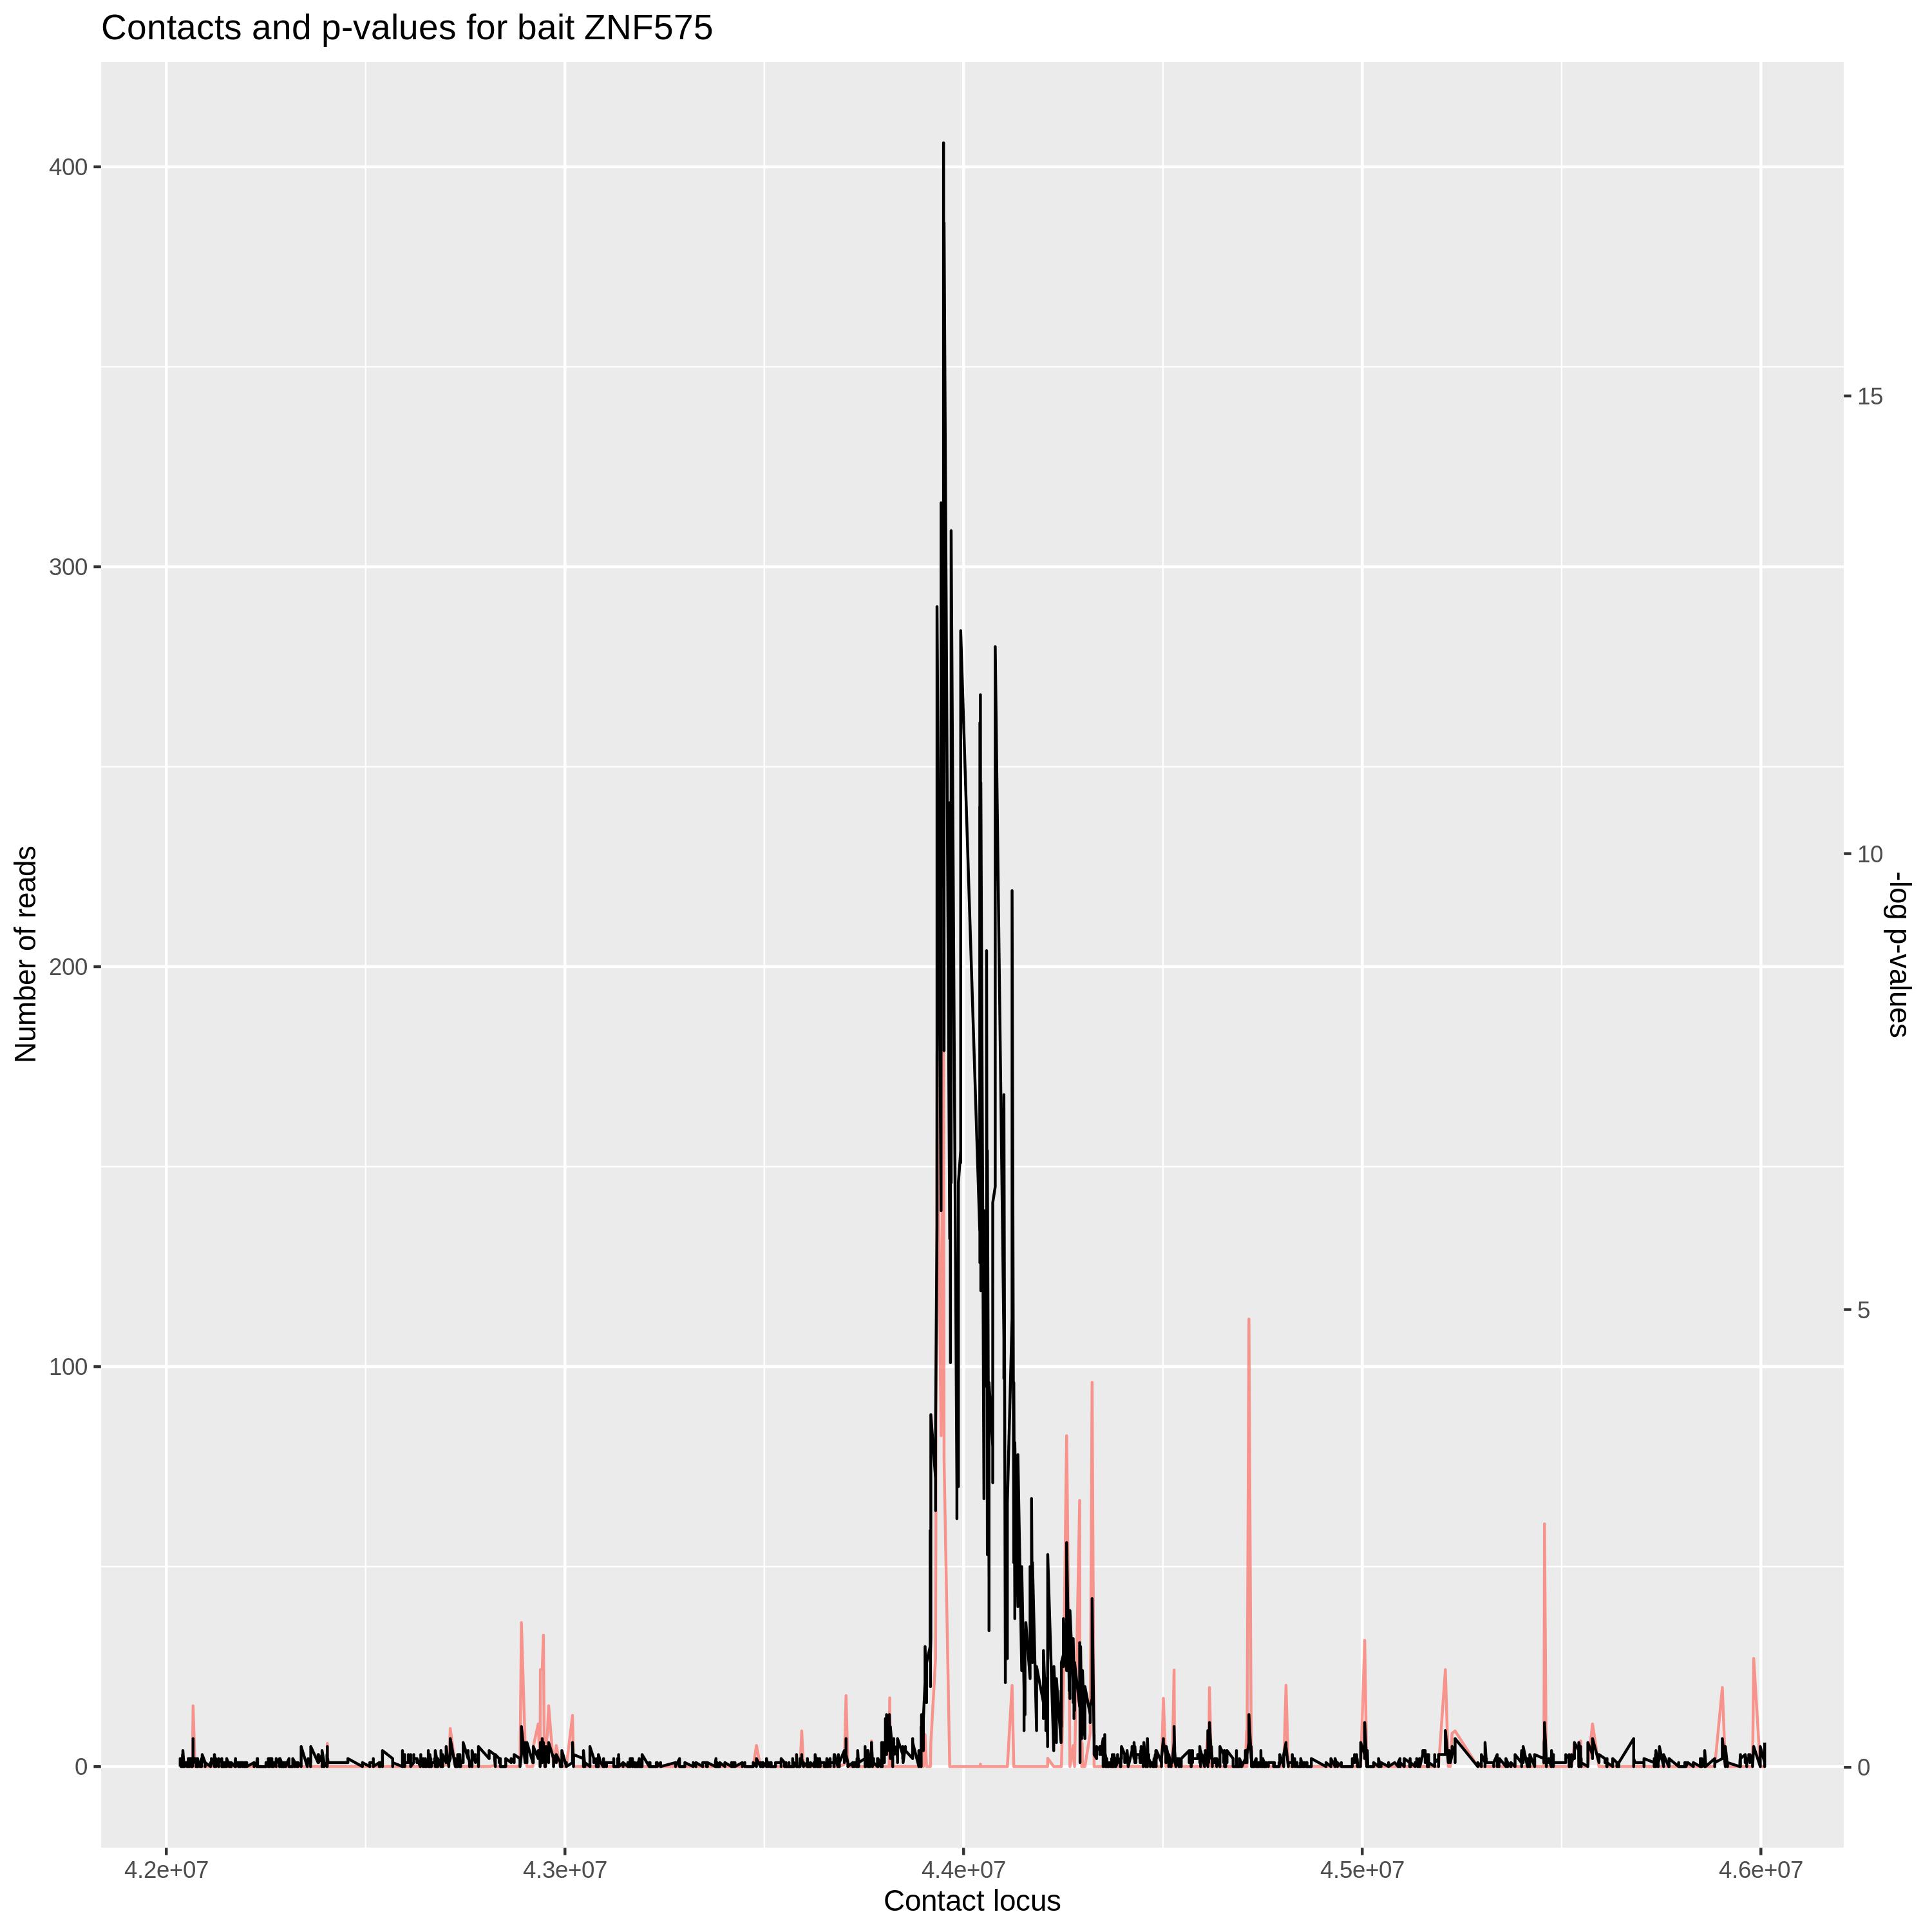 Contacts and p-values for bait ZNF575
400
300
200
100
0
Number of reads
15
10
5
0
-log p-values
4.2e+07
4.3e+07
4.4e+07
4.5e+07
4.6e+07
Contact locus